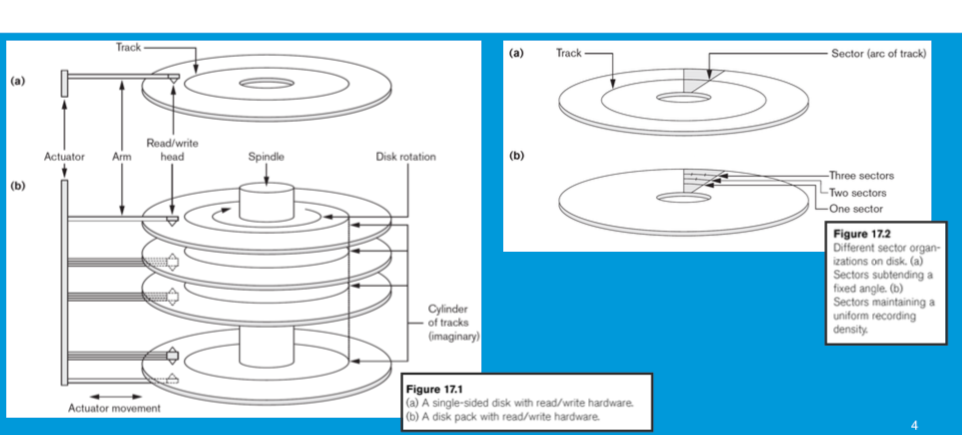 Track
(a)
Actuator
Arm
Read/write
head
Spindle
Disk rotation
(b)
Cylinder
of tracks
(imaginary)
Actuator movement
Figure 17.1
(a) A single-sided disk with read/write hardware.
(b) A disk pack with read/write hardware.
(a)
Track
Sector (arc of track)
(b)
Three sectors
Two sectors
One sector
Figure 17.2
Different sector organ-
izations on disk. (a)
Sectors subtending a
fixed angle. (b)
Sectors maintaining a
uniform recording
density.
4